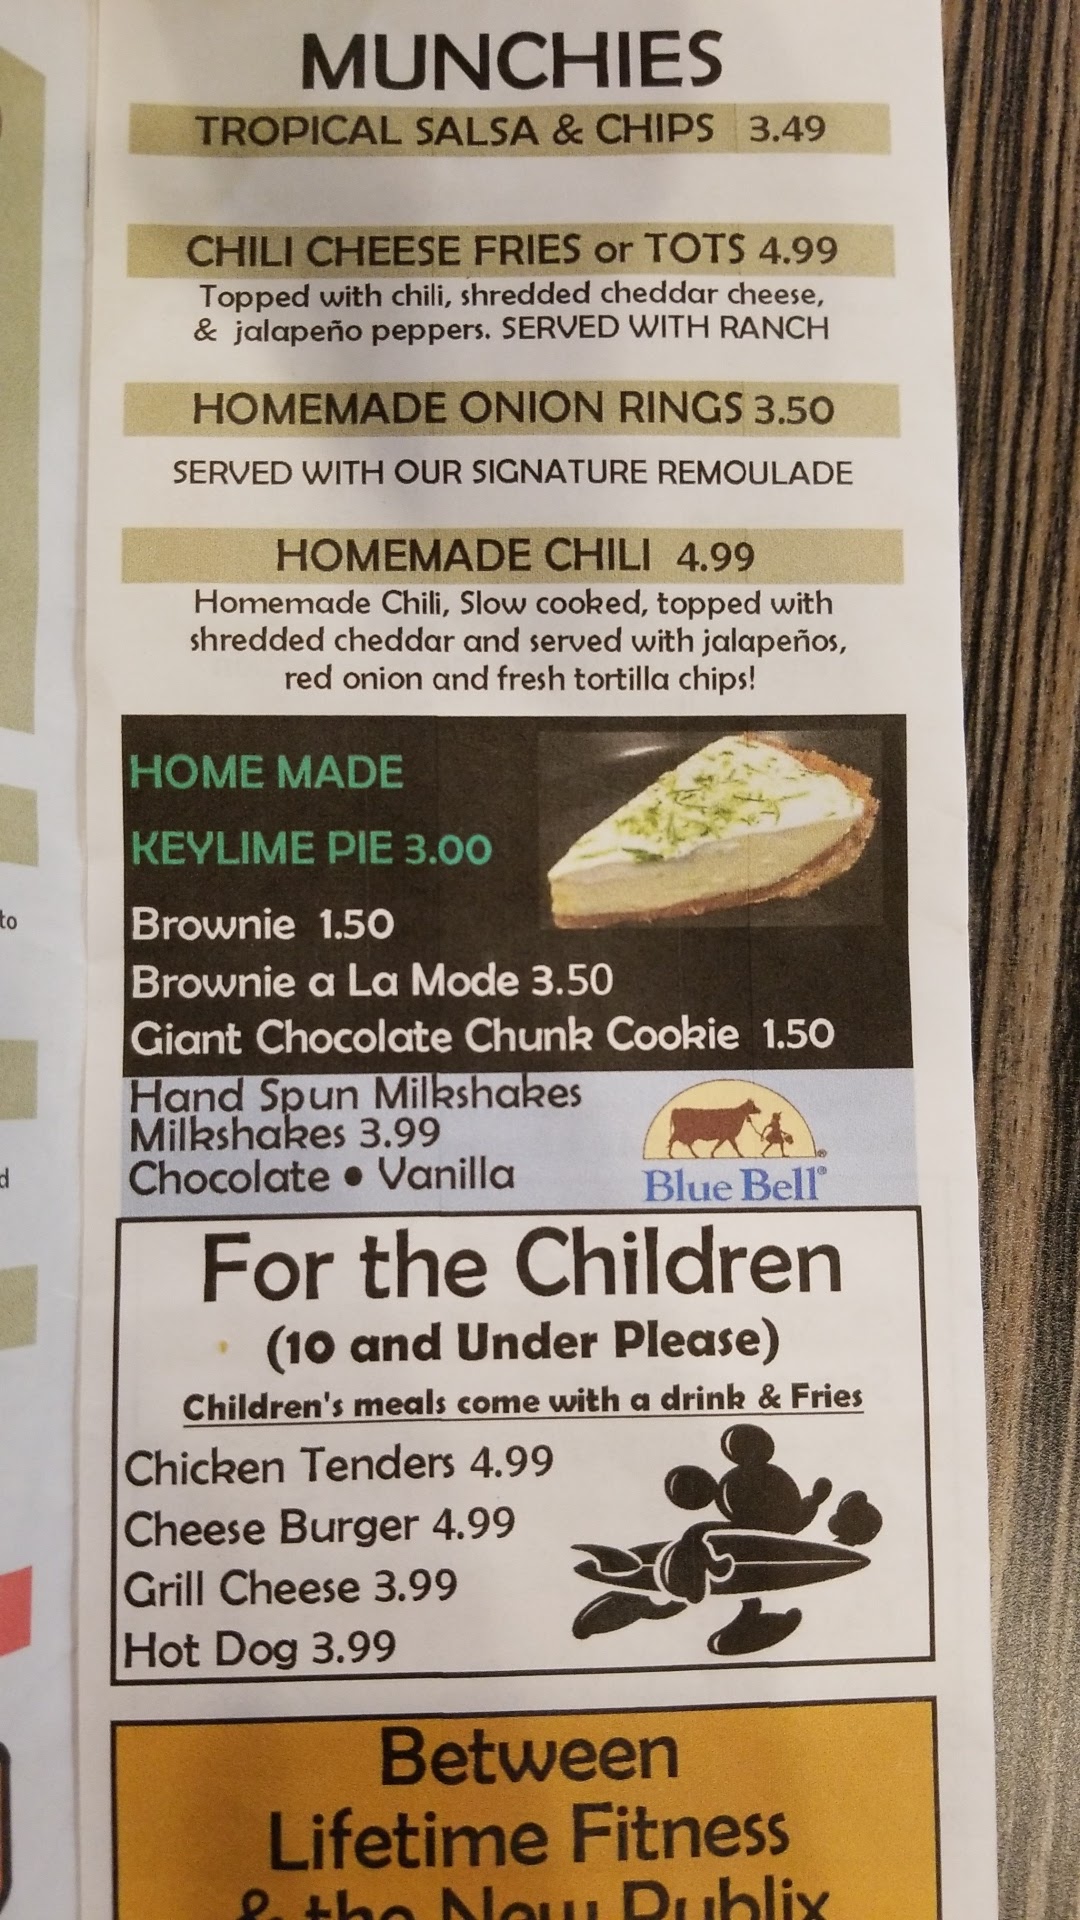 MUNCHIES
TROPICAL SALSA & CHIPS 3.49
CHILI CHEESE FRIES or TOTS 4.99
Topped with chili, shredded cheddar cheese,
& jalapeño peppers. SERVED WITH RANCH
HOMEMADE ONION RINGS 3.50
SERVED WITH OUR SIGNATURE REMOULADE
HOMEMADE CHILI 4.99
Homemade Chili, Slow cooked, topped with
shredded cheddar and served with jalapeños,
red onion and fresh tortilla chips!
HOME MADE
KEYLIME PIE 3.00
Brownie 1.50
Brownie a La Mode 3.50
Giant Chocolate Chunk Cookie 1.50
Hand Spun Milkshakes
Milkshakes 3.99
Chocolate • Vanilla
Blue Bell®
For the Children
(10 and Under Please)
Children's meals come with a drink & Fries
Chicken Tenders 4.99
Cheese Burger 4.99
Grill Cheese 3.99
Hot Dog 3.99
Between
Lifetime Fitness
& the New Publix